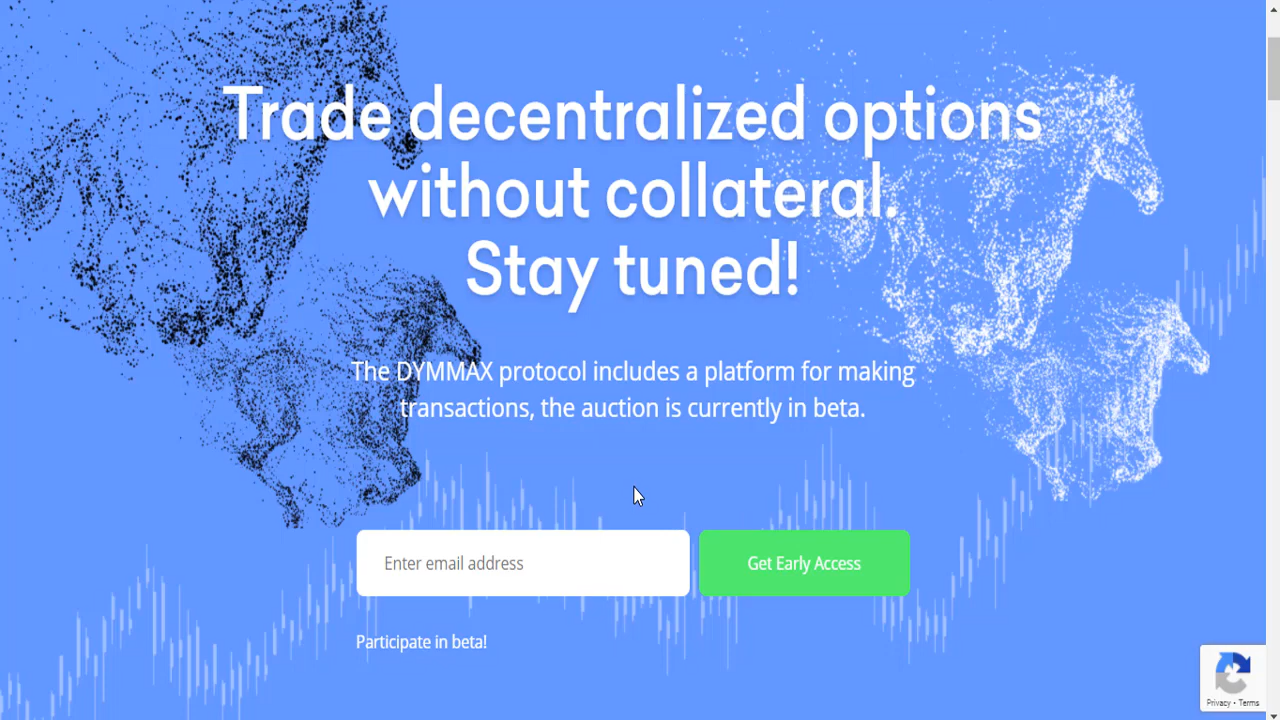 Trade decentralized options
without collateral.
Stay tuned!
The DYMMAX protocol includes a platform for making
transactions, the auction is currently in beta.
Enter email address
Get Early Access
Participate in beta!
Privacy • Terms